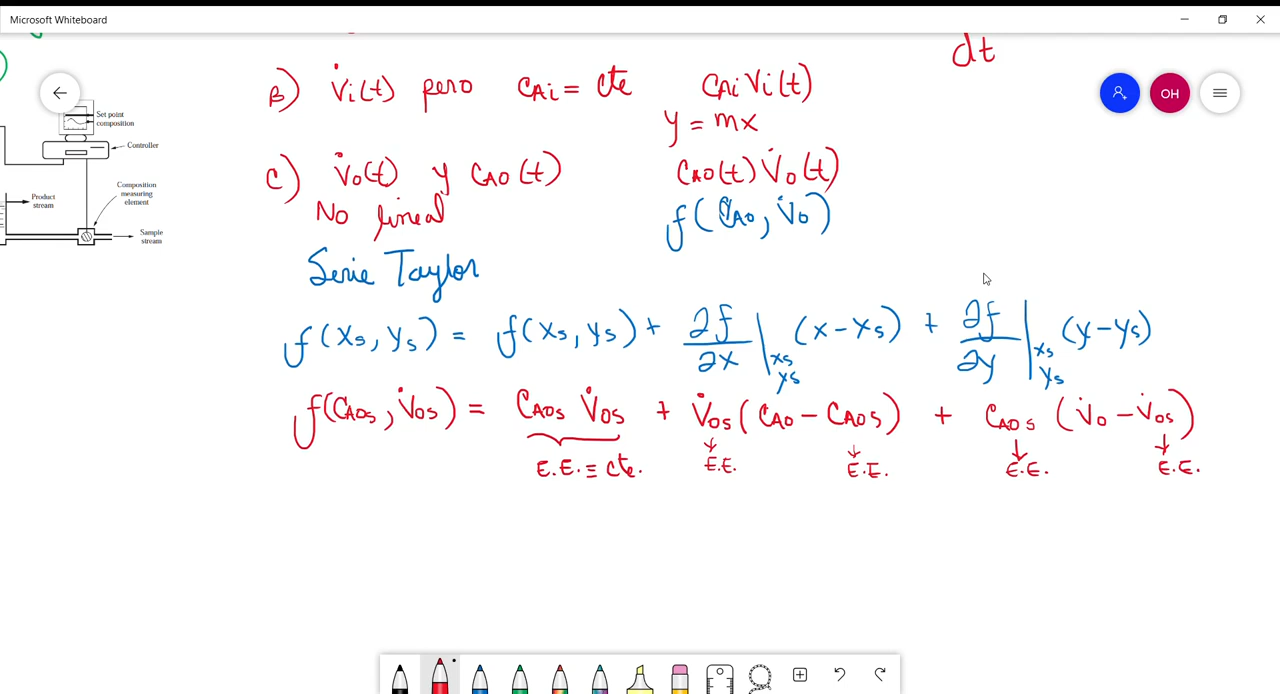 Microsoft Whiteboard
dt
B) V̇i(t) pero CAi = cte CAi Vi(t)
OH
y = mx
Set point
composition
Controller
C) V̇o(t) y CAO(t) CAO(t) V̇o(t)
Composition
measuring
element
Product
stream
No lineal f(CAO, V̇o)
Sample
stream
Serie Taylor
f(xs, ys) = f(xs, ys) + ∂f/∂x |xs ys (x-xs) + ∂f/∂y |xs ys (y-ys)
f(CAOs, V̇os) = CAOs V̇os + V̇os (CAO - CAOs) + CAOs (V̇o - V̇os)
E.E. ≡ cte. E.E. E.E. E.E. E.E.